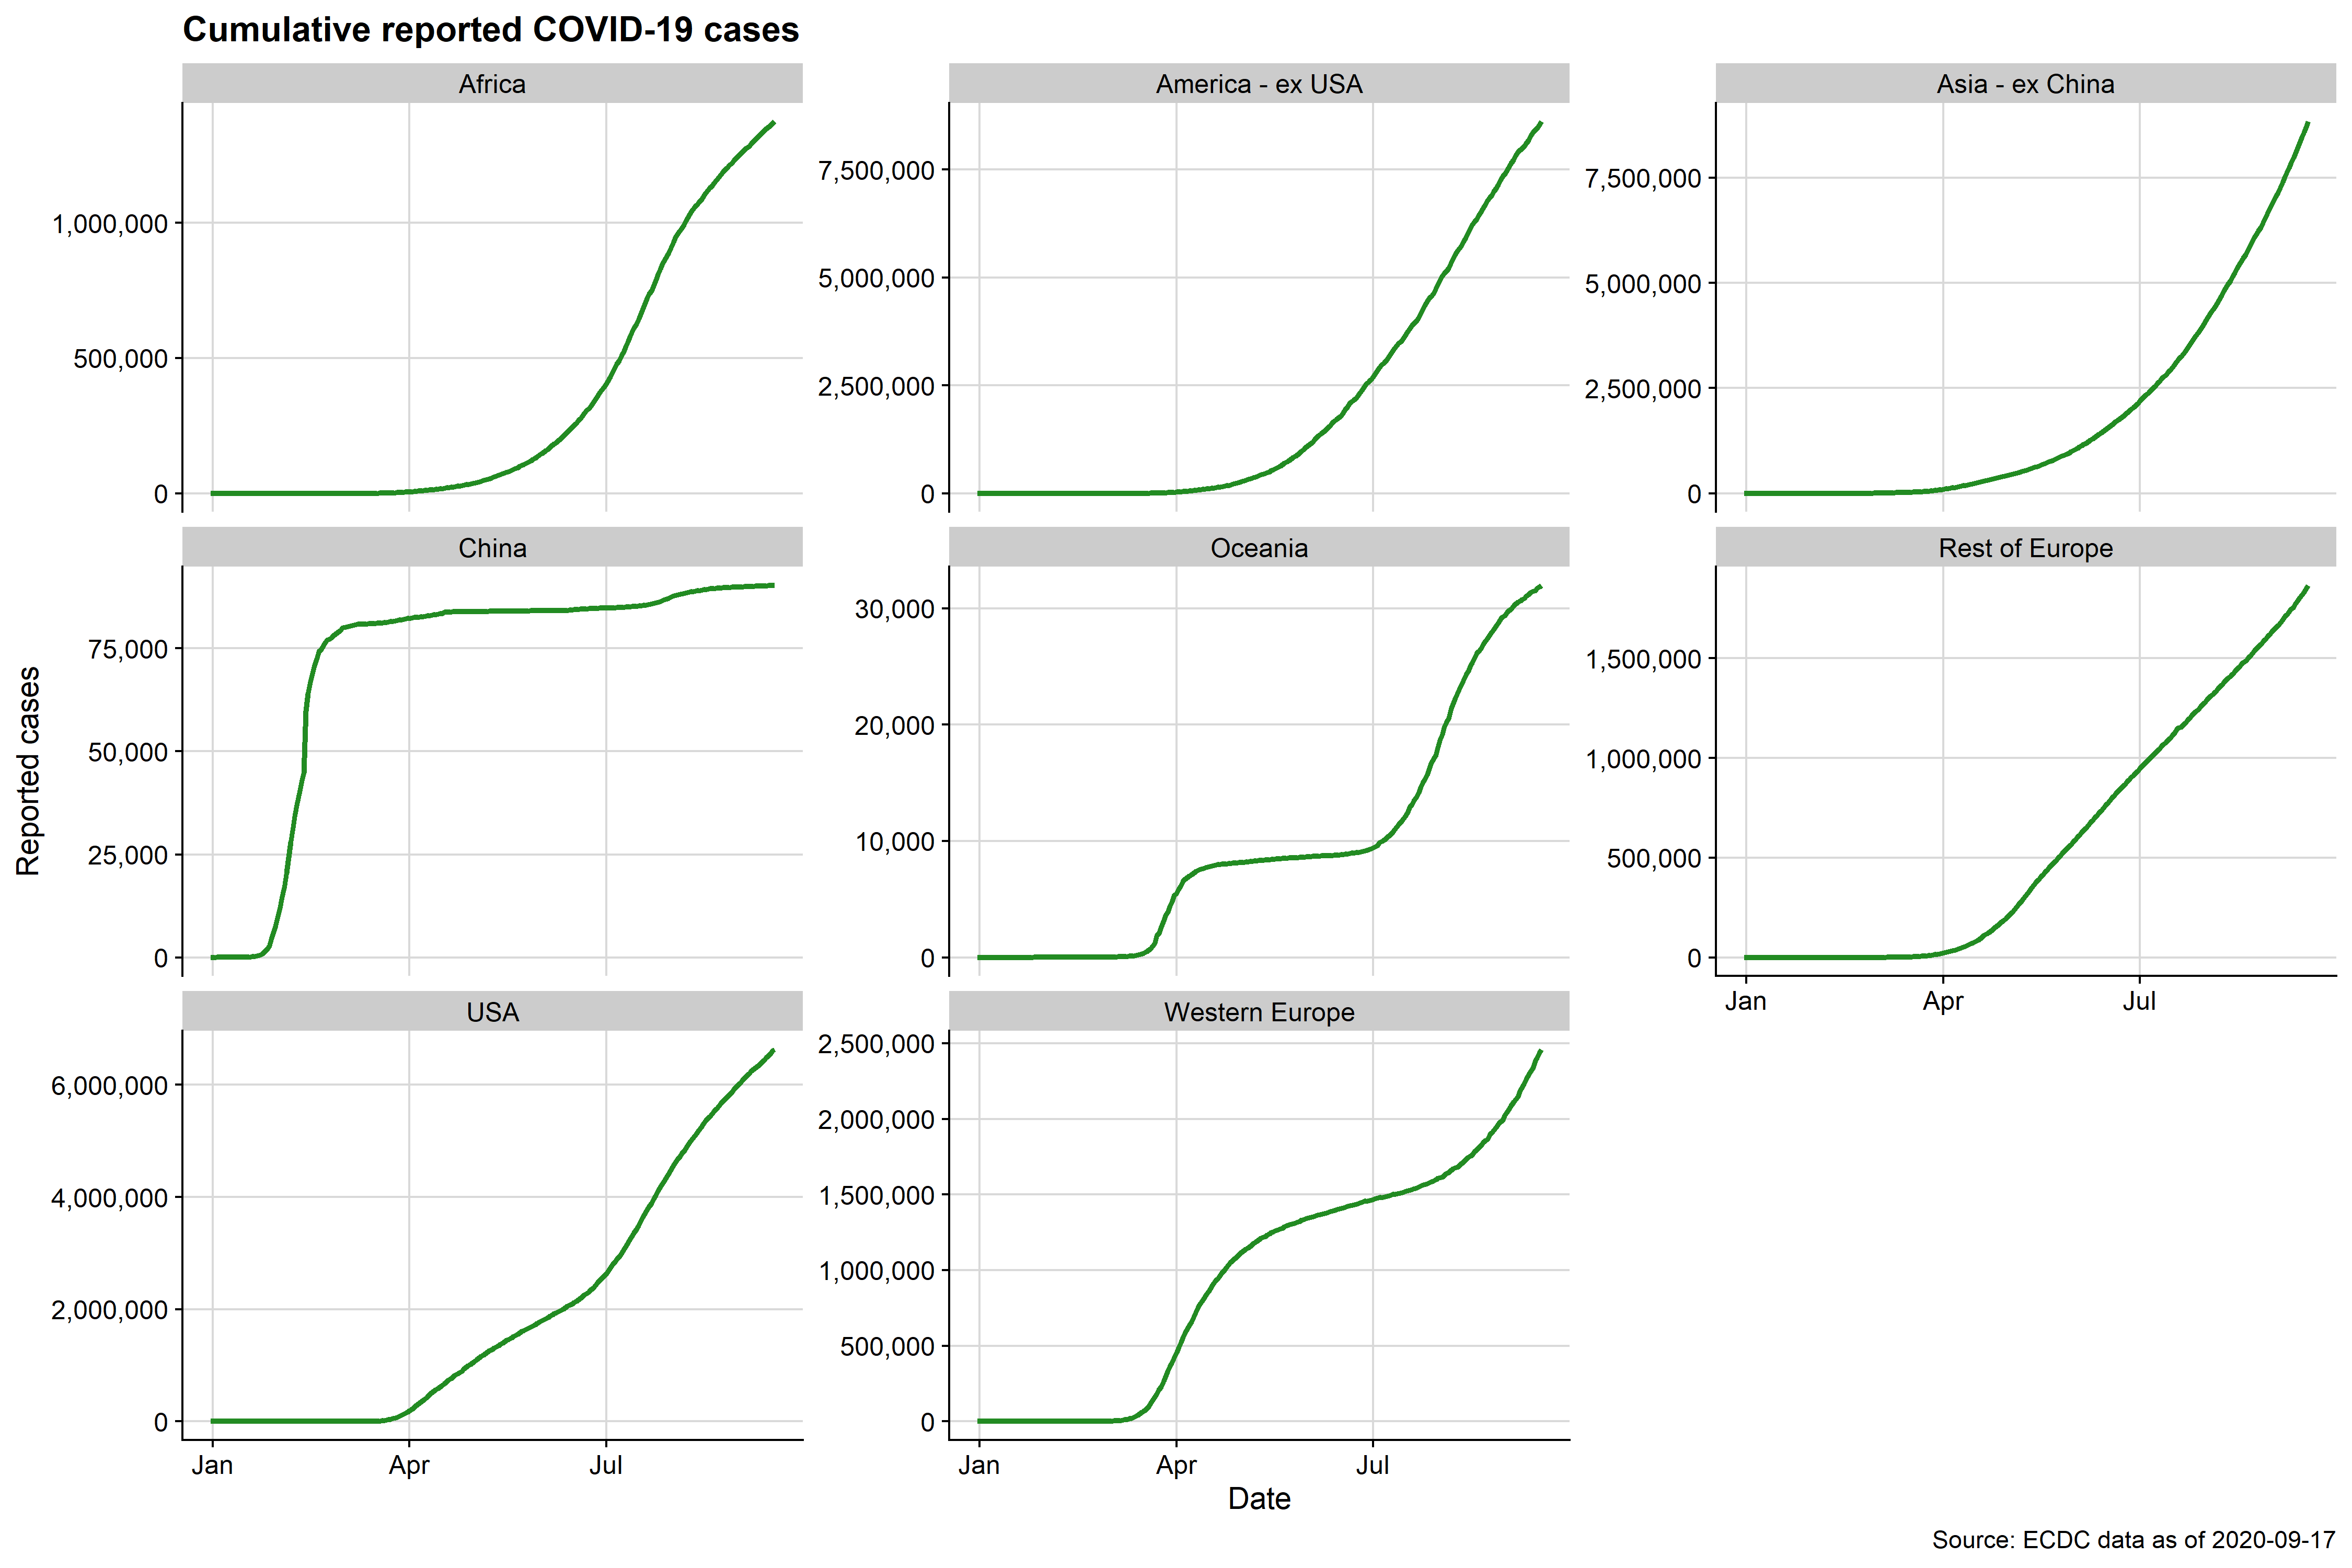 Cumulative reported COVID-19 cases
Africa
America - ex USA
Asia - ex China
1,000,000
500,000
0
7,500,000
5,000,000
2,500,000
0
7,500,000
5,000,000
2,500,000
0
China
Oceania
Rest of Europe
75,000
50,000
25,000
0
30,000
20,000
10,000
0
1,500,000
1,000,000
500,000
0
Jan
Apr
Jul
Reported cases
USA
Western Europe
6,000,000
4,000,000
2,000,000
0
Jan
Apr
Jul
2,500,000
2,000,000
1,500,000
1,000,000
500,000
0
Jan
Apr
Jul
Date
Source: ECDC data as of 2020-09-17